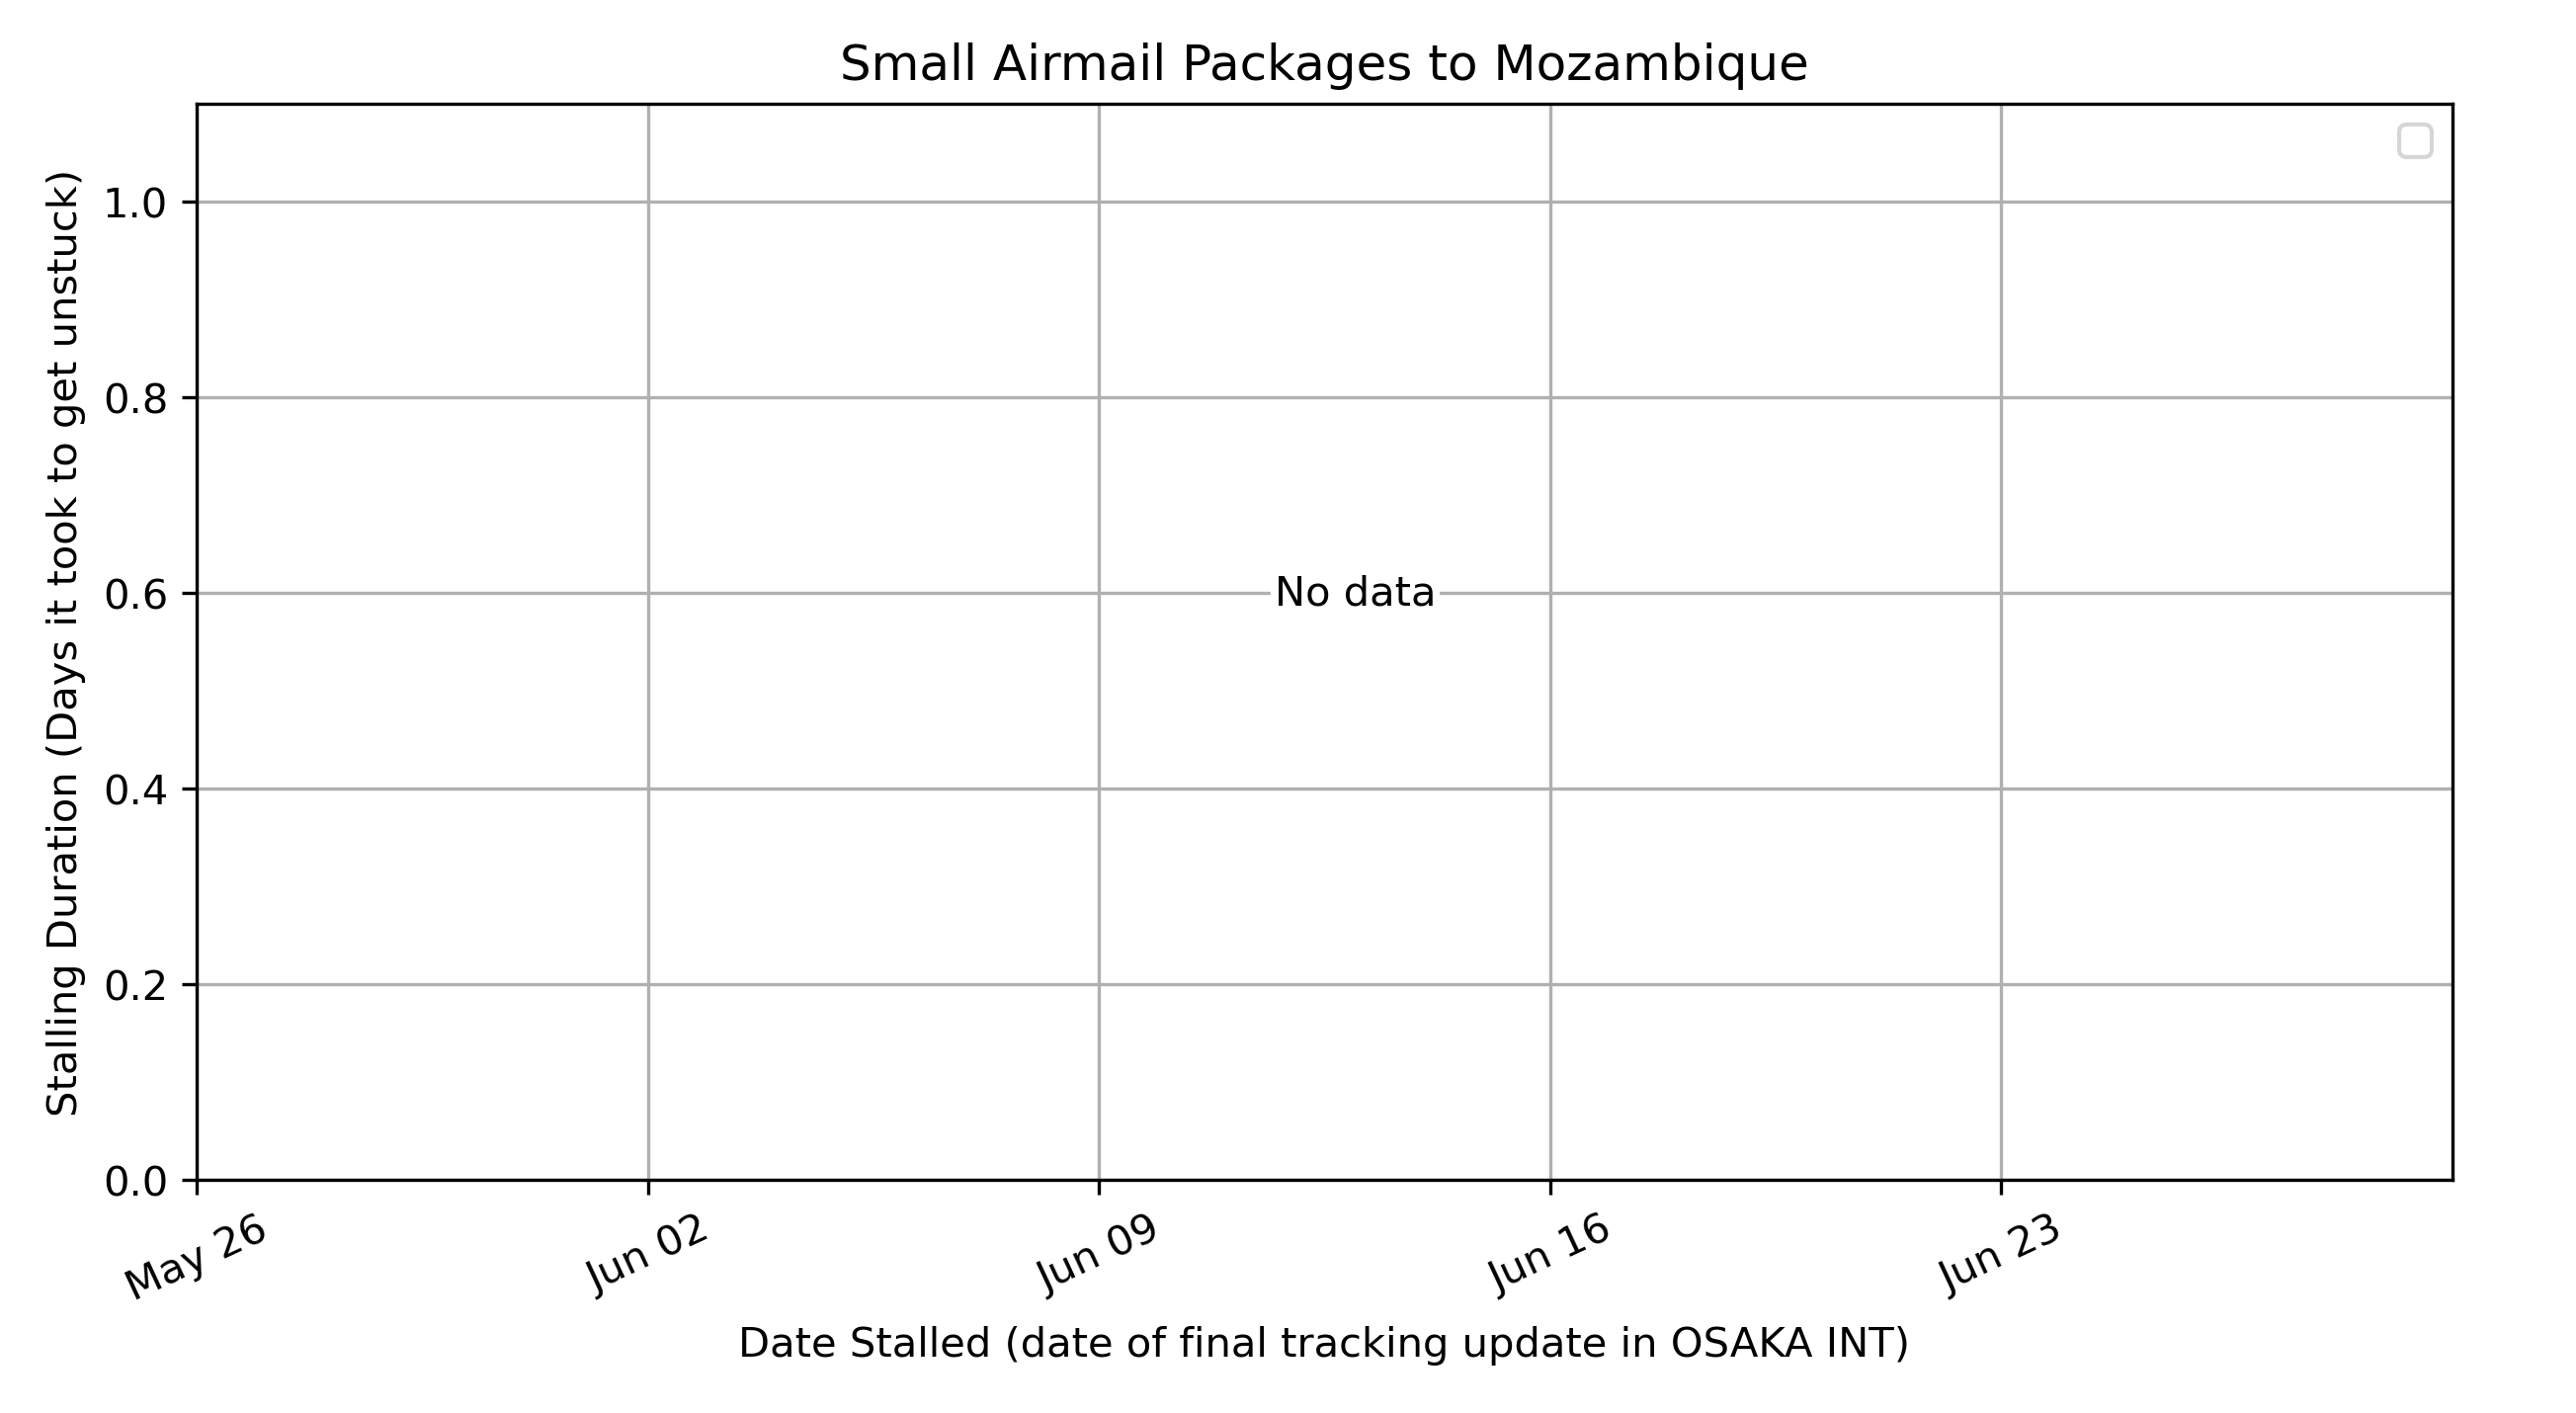 Small Airmail Packages to Mozambique
Stalling Duration (Days it took to get unstuck)
1.0
0.8
0.6
0.4
0.2
0.0
No data
May 26
Jun 02
Jun 09
Jun 16
Jun 23
Date Stalled (date of final tracking update in OSAKA INT)